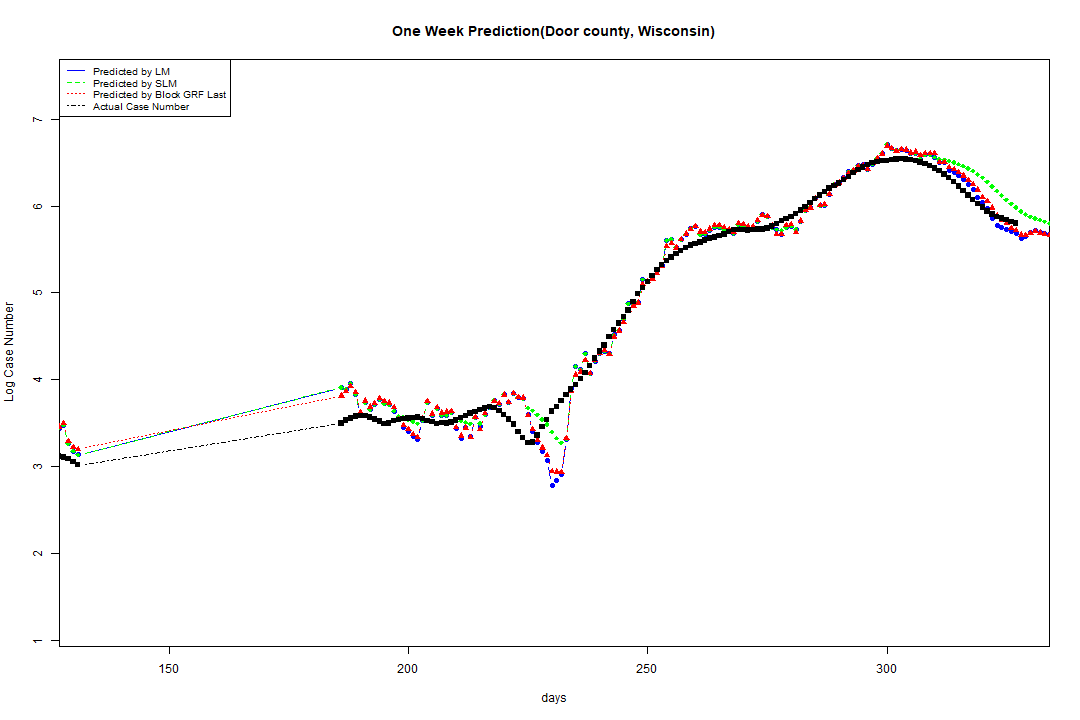 One Week Prediction(Door county, Wisconsin)
Predicted by LM
Predicted by SLM
Predicted by Block GRF Last
Actual Case Number
7
6
5
4
3
2
1
Log Case Number
150 200 250 300
days